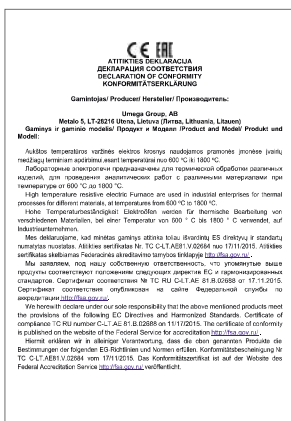 CE EAC
ATITIKTIES DEKLARACIJA
ДЕКЛАРАЦИЯ СООТВЕТСТВИЯ
DECLARATION OF CONFORMITY
KONFORMITÄTSERKLÄRUNG
Gamintojas/ Producer/ Hersteller/ Производитель:
Umega Group, AB
Metalo 5, LT-28216 Utena, Lietuva (Литва, Lithuania, Litauen)
Gaminys ir gaminio modelis/ Продукт и Модель /Product and Model/ Produkt und
Modell:
Aukštos temperatūros varžinės elektros krosnys naudojamos pramonės įmonėse įvairių
medžiagų terminiam apdirbimui,esant temperatūrai nuo 600 °C iki 1800 °C.
Лабораторные электропечи предназначены для термической обработки различных
изделий, для проведения аналитических работ с различными материалами при
температуре от 600 °C до 1800 °C.
High temperature resistive electric Furnace are used in industrial enterprises for thermal
processes for different materials, at temperatures from 600 °C to 1800 °C.
Hohe Temperaturbeständigkeit Elektroöfen werden für thermische Bearbeitung von
verschiedenen Materialien, bei einer Temperatur von 600 ° C bis 1800 ° C verwendet, auf
Industrieunternehmen.
Mes deklaruojame, kad minėtas gaminys atitinka toliau išvardintų ES direktyvų ir standartų
numatytas nuostatas. Atitikties sertifikatas Nr. TC C-LT.AE81.V.02684 nuo 17/11/2015. Atitikties
sertifikatas skelbiamas Federacinės akreditavimo tarnybos tinklapyje http://fsa.gov.ru/ .
Мы заявляем, под нашу собственную ответственность, что упомянутые выше
продукты соответствуют положениям следующих директив ЕС и гармонизированных
стандартов. Сертификат соответствия № ТС RU C-LT.AE 81.B.02688 от 17.11.2015.
Сертификат соответствия опубликован на сайте Федеральной службы по
аккредитации http://fsa.gov.ru/.
We herewith declare under our sole responsibility that the above mentioned products meet
the provisions of the following EC Directives and Harmonized Standards. Certificate of
compliance TC RU number C-LT.AE 81.B.02688 on 11/17/2015. The certificate of conformity
is published on the website of the Federal Service for accreditation http://fsa.gov.ru/ .
Hiermit erklären wir in alleiniger Verantwortung, dass die oben genannten Produkte die
Bestimmungen der folgenden EG-Richtlinien und Normen erfüllen. Konformitätsbescheinigung Nr
TC C-LT.AE81.V.02684 vom 17/11/2015. Das Konformitätszertifikat ist auf der Website des
Federal Accreditation Service http://fsa.gov.ru/ veröffentlicht.